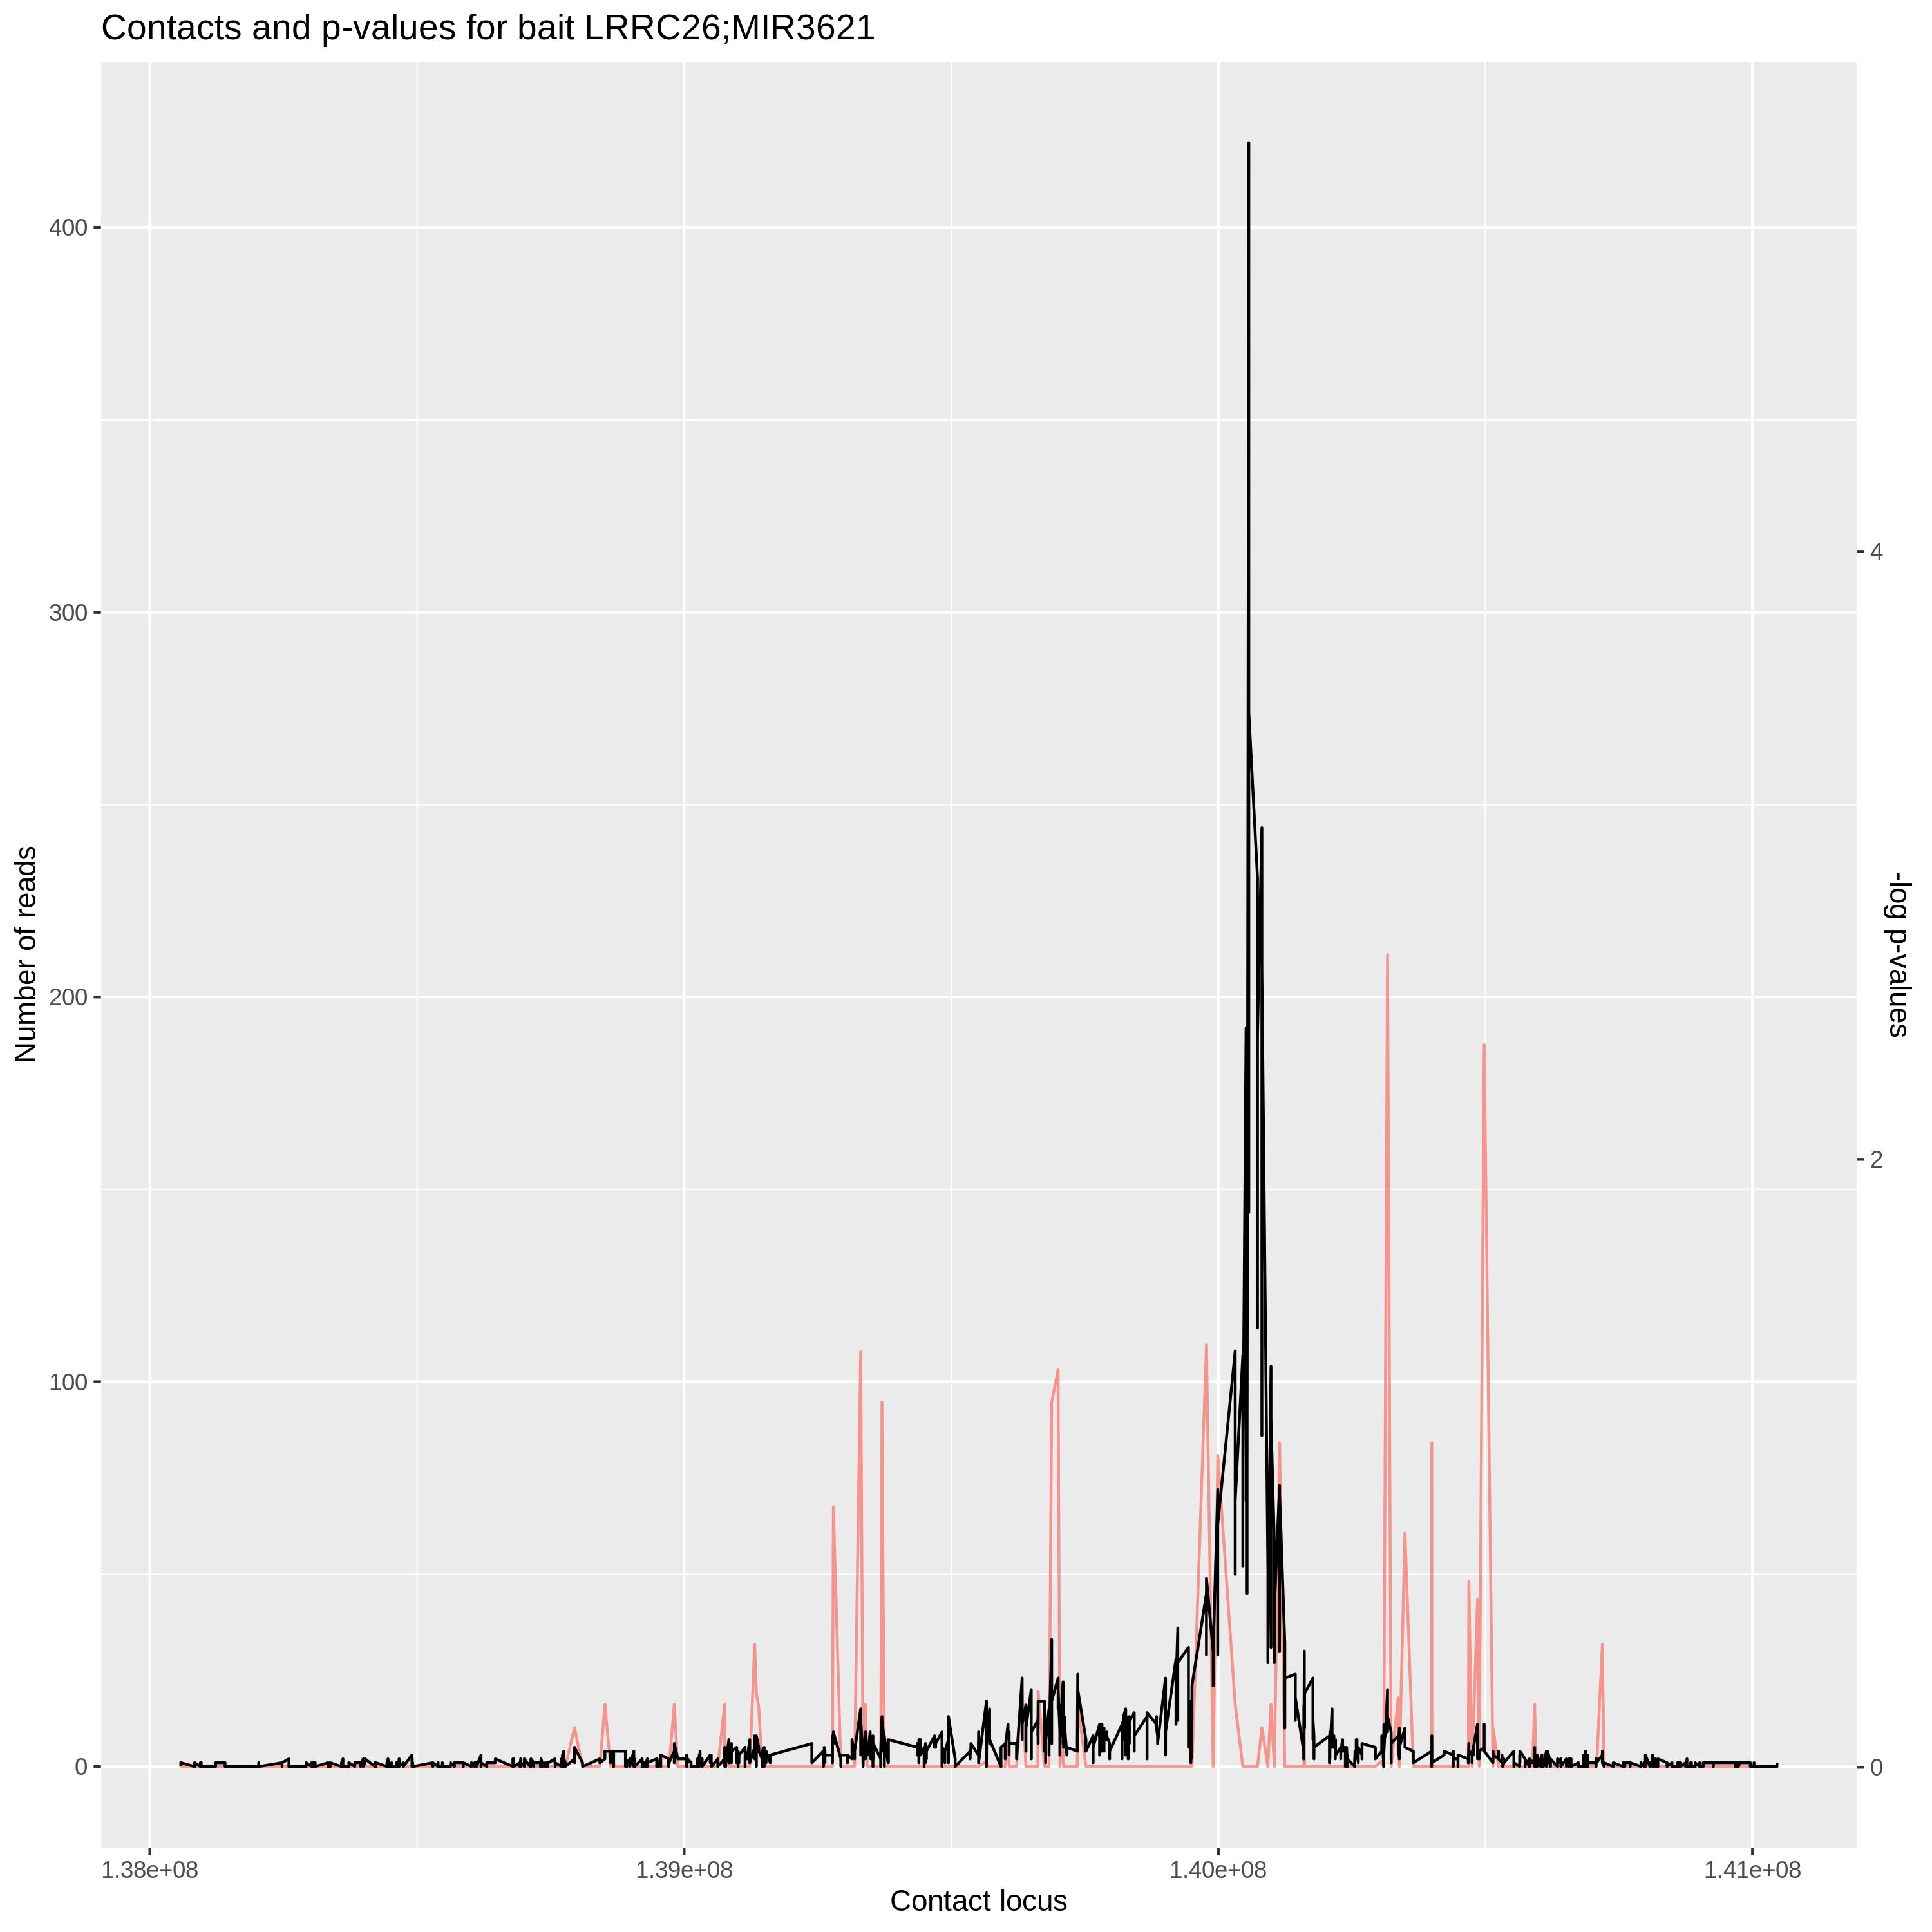 Contacts and p-values for bait LRRC26;MIR3621
400
300
200
100
0
Number of reads
4
2
0
-log p-values
1.38e+08
1.39e+08
1.40e+08
1.41e+08
Contact locus